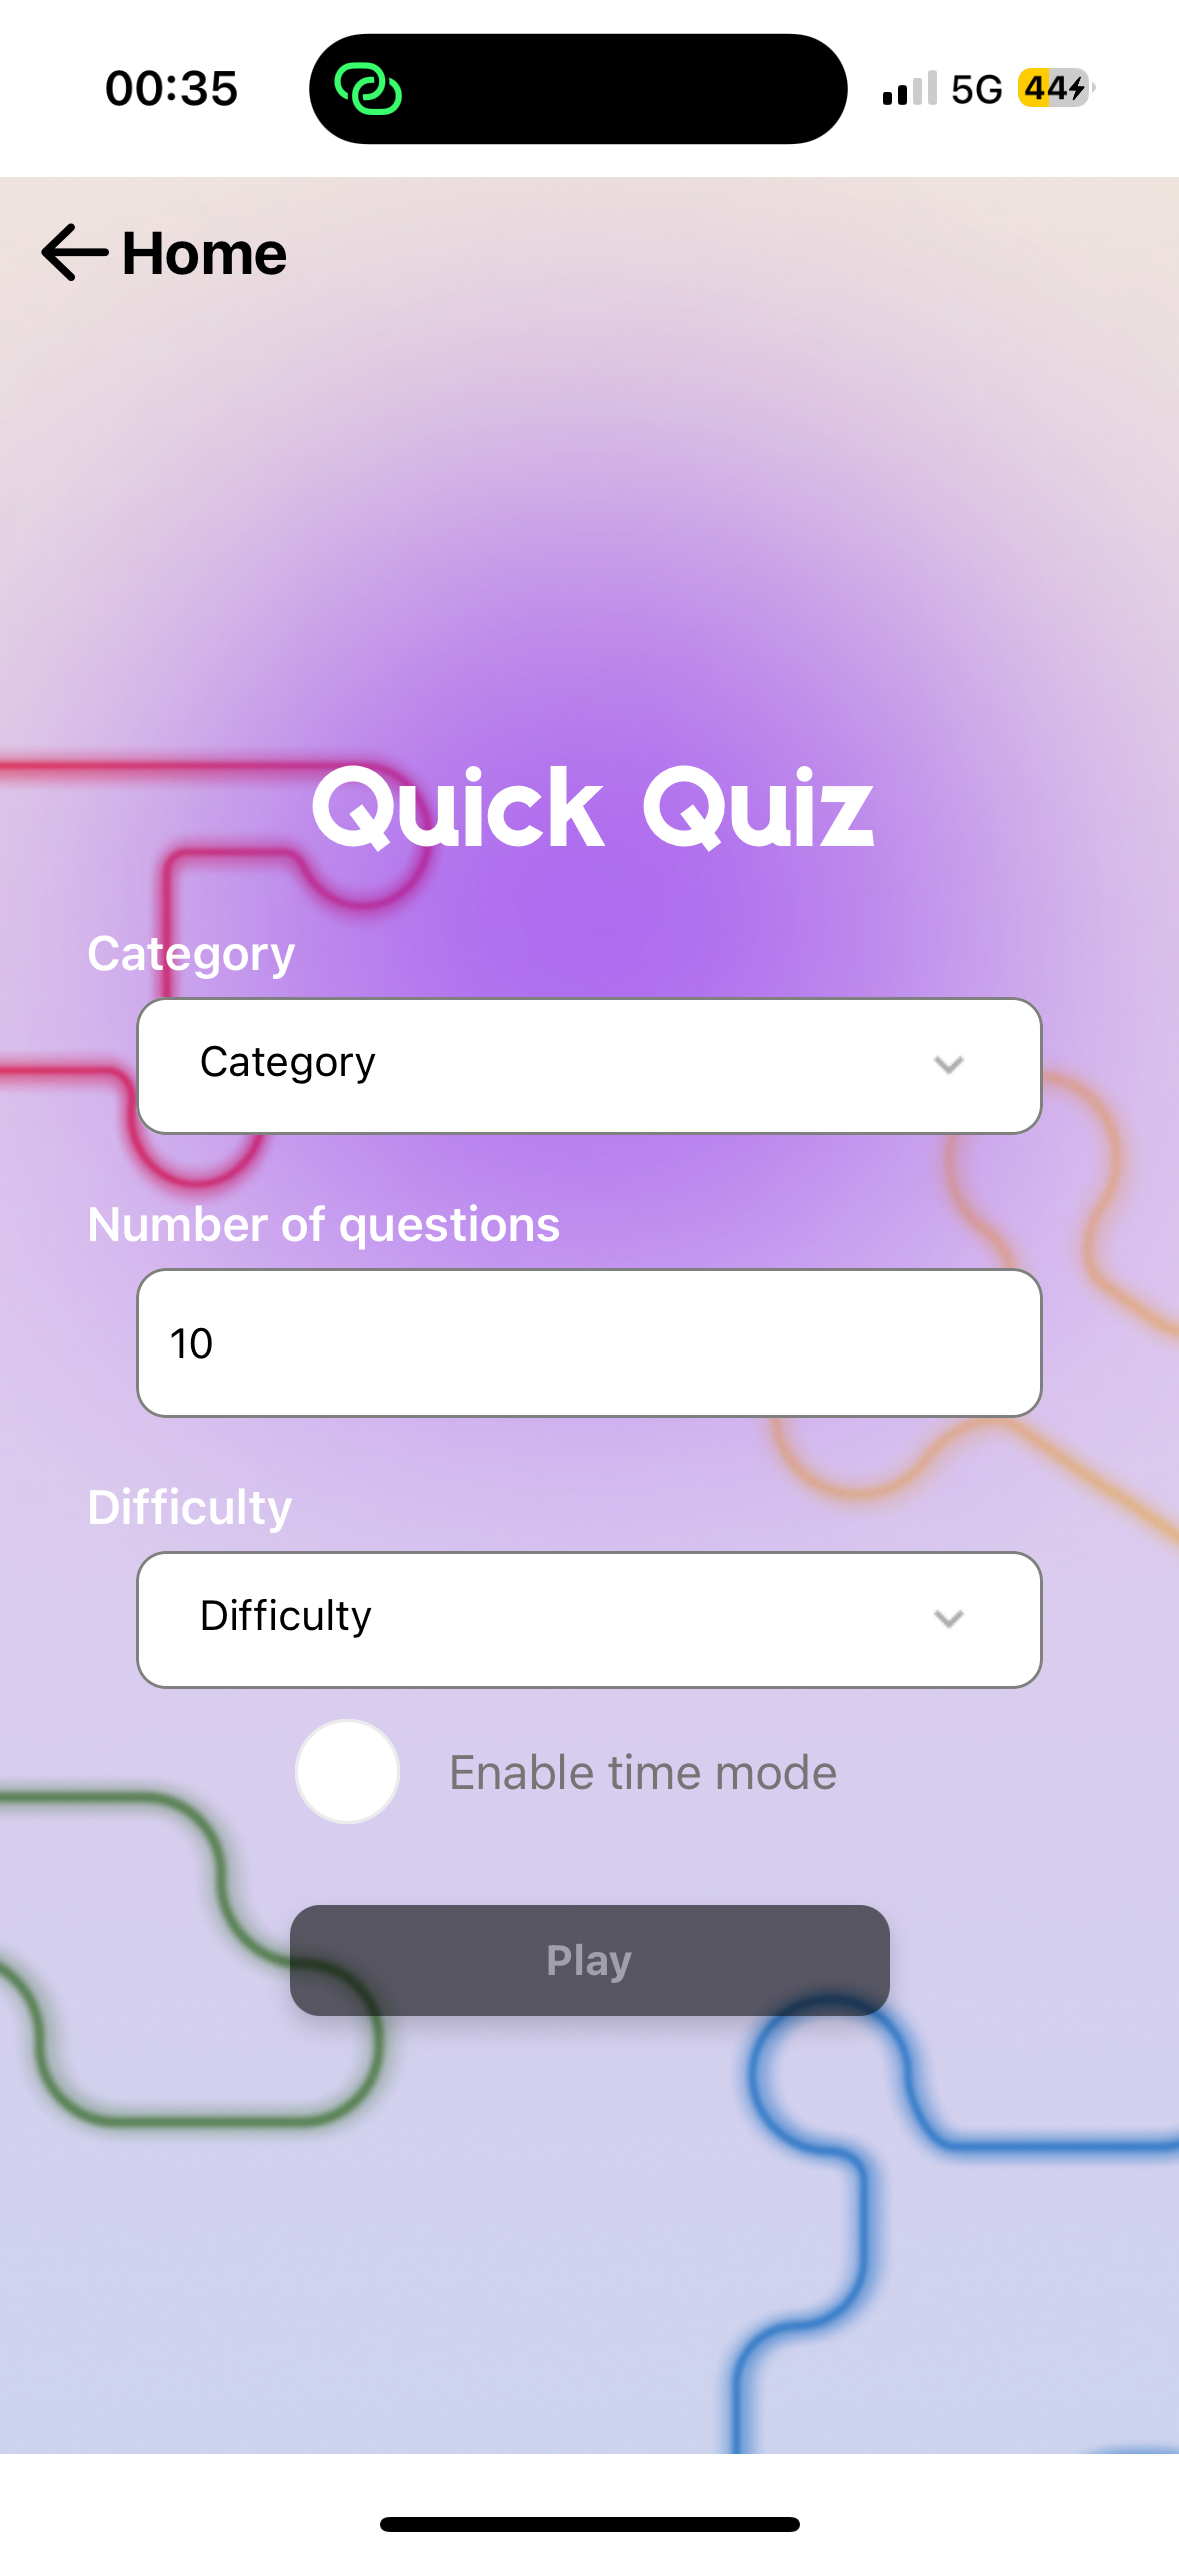 00:35
5G
44
Home
Quick Quiz
Category
Category
Number of questions
10
Difficulty
Difficulty
Enable time mode
Play